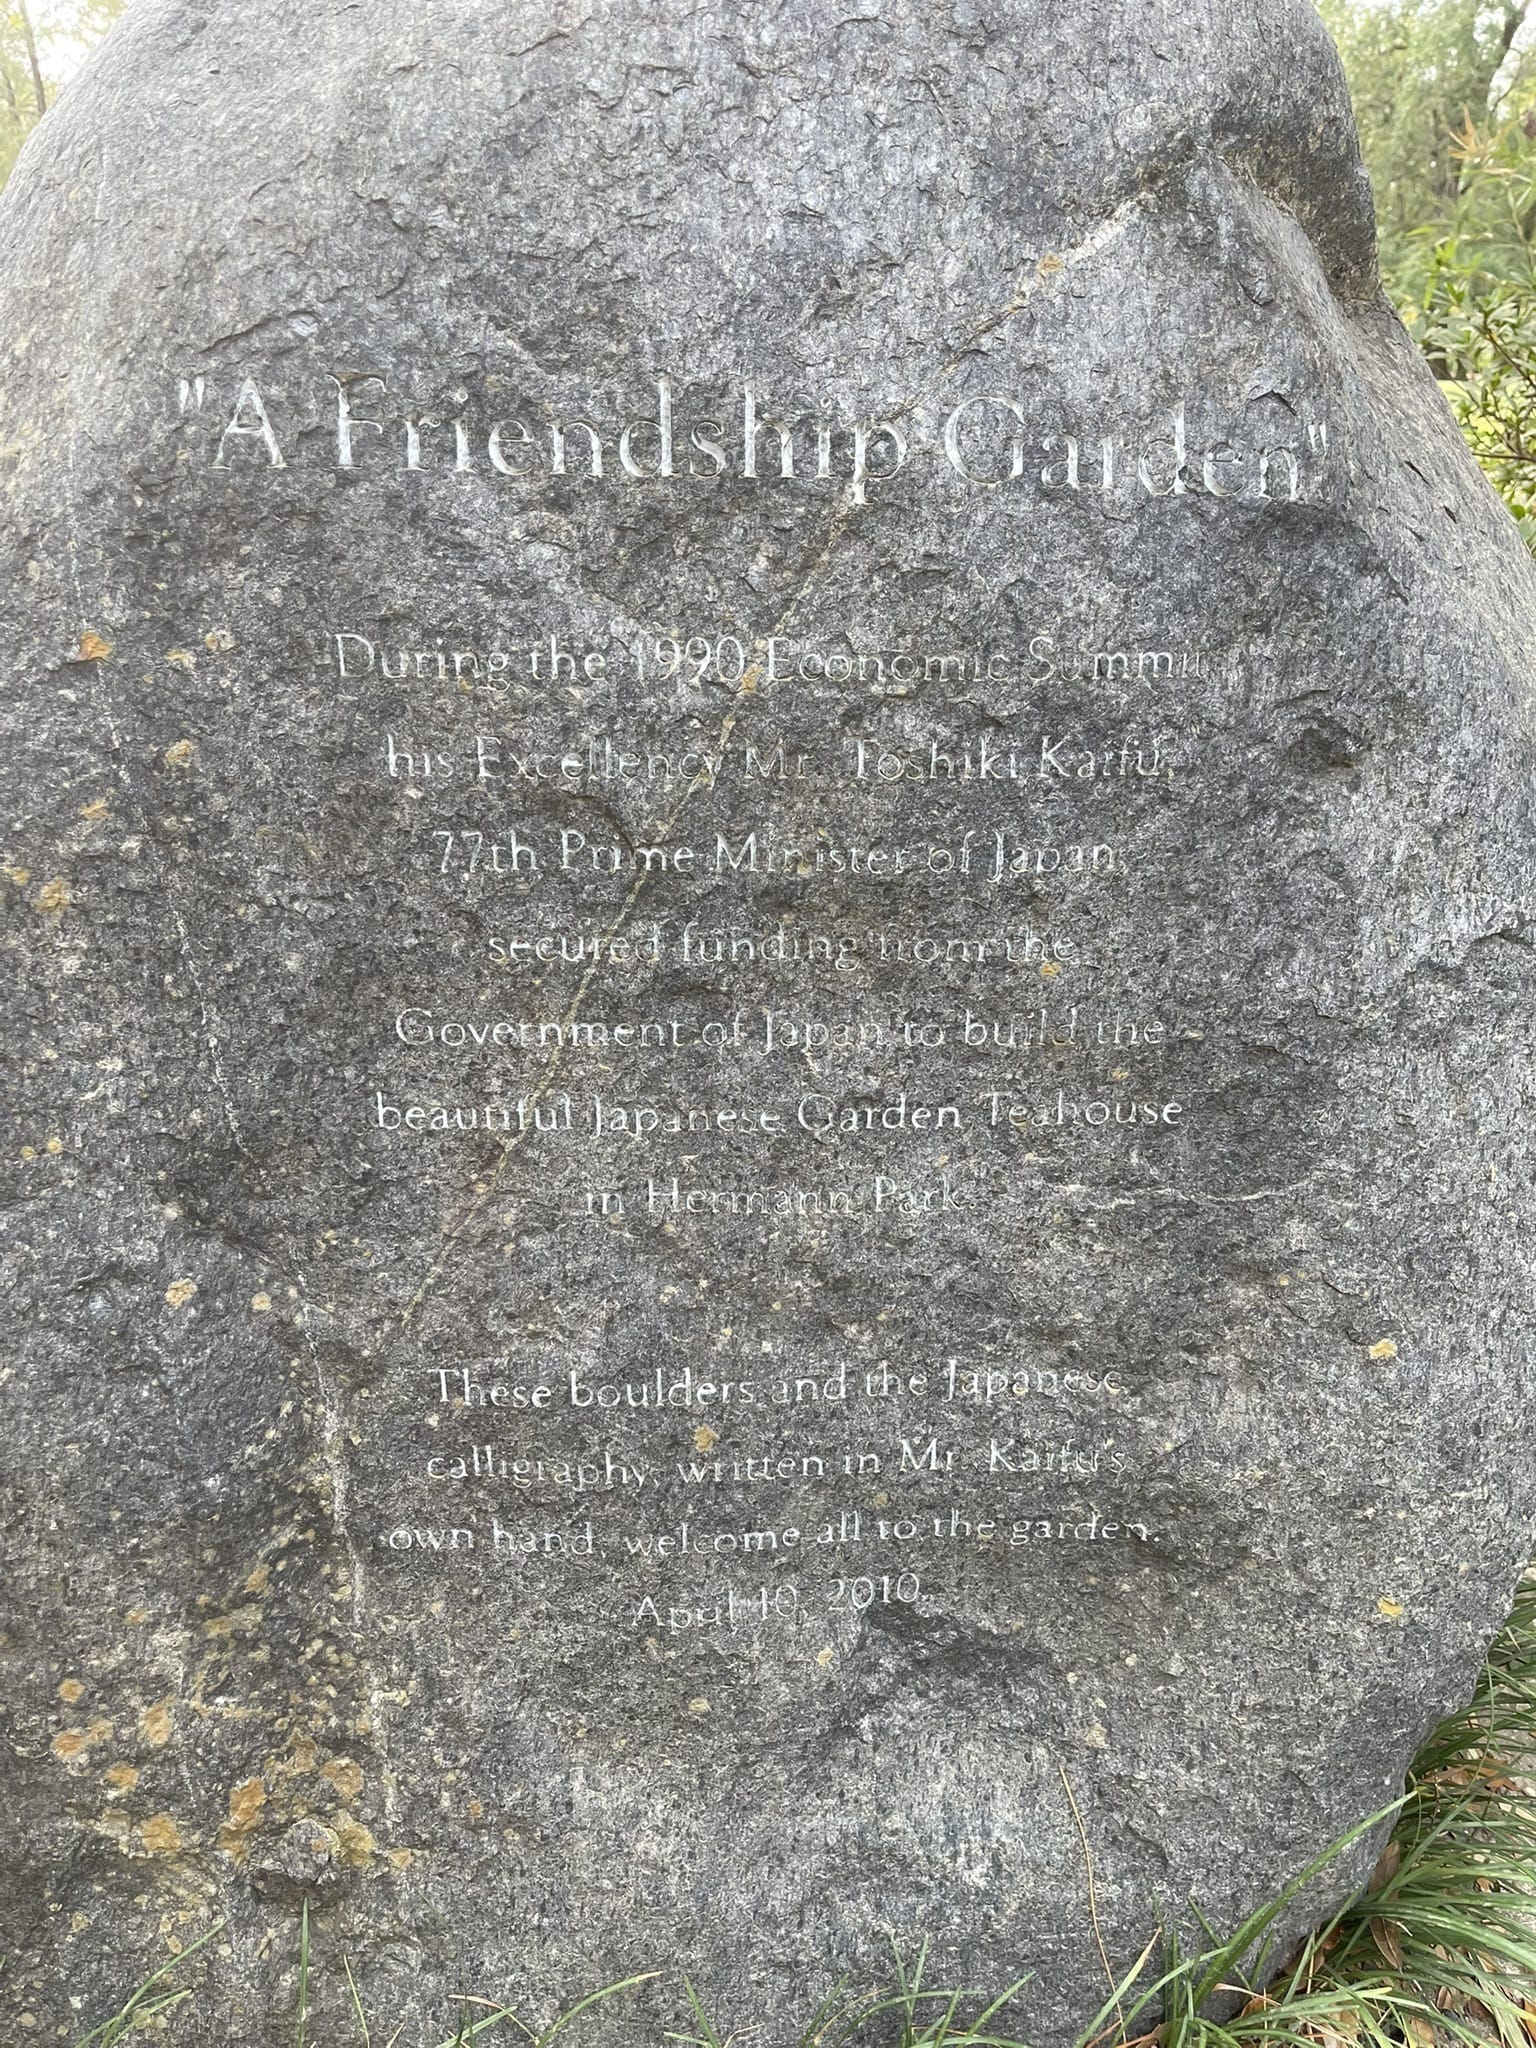 "A Friendship Garden"
During the 1990 Economic Summit
his Excellency Mr. Toshiki Kaifu,
77th Prime Minister of Japan,
secured funding from the
Government of Japan to build the
beautiful Japanese Garden Teahouse
in Hermann Park.
These boulders and the Japanese
calligraphy, written in Mr. Kaifu's
own hand, welcome all to the garden.
April 10, 2010